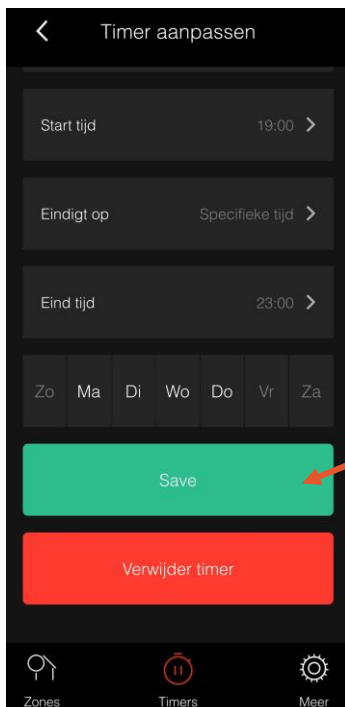 Timer aanpassen
Start tijd 19:00
Eindigt op Specifieke tijd
Eind tijd 23:00
Zo Ma Di Wo Do Vr Za
Save
Verwijder timer
Zones Timers Meer